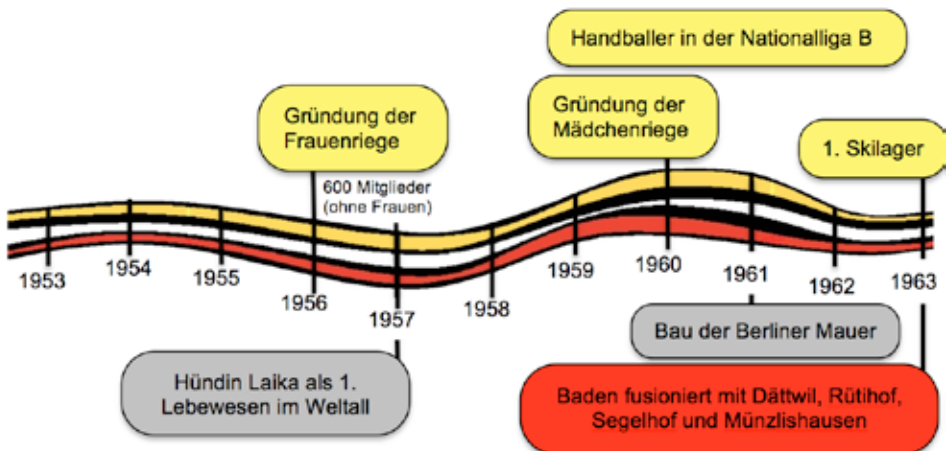 Handballer in der Nationalliga B
Gründung der
Frauenriege
Gründung der
Mädchenriege
1. Skilager
600 Mitglieder
(ohne Frauen)
1953
1954
1955
1956
1957
1958
1959
1960
1961
1962
1963
Bau der Berliner Mauer
Hündin Laika als 1.
Lebewesen im Weltall
Baden fusioniert mit Dättwil, Rütihof,
Segelhof und Münzlishausen